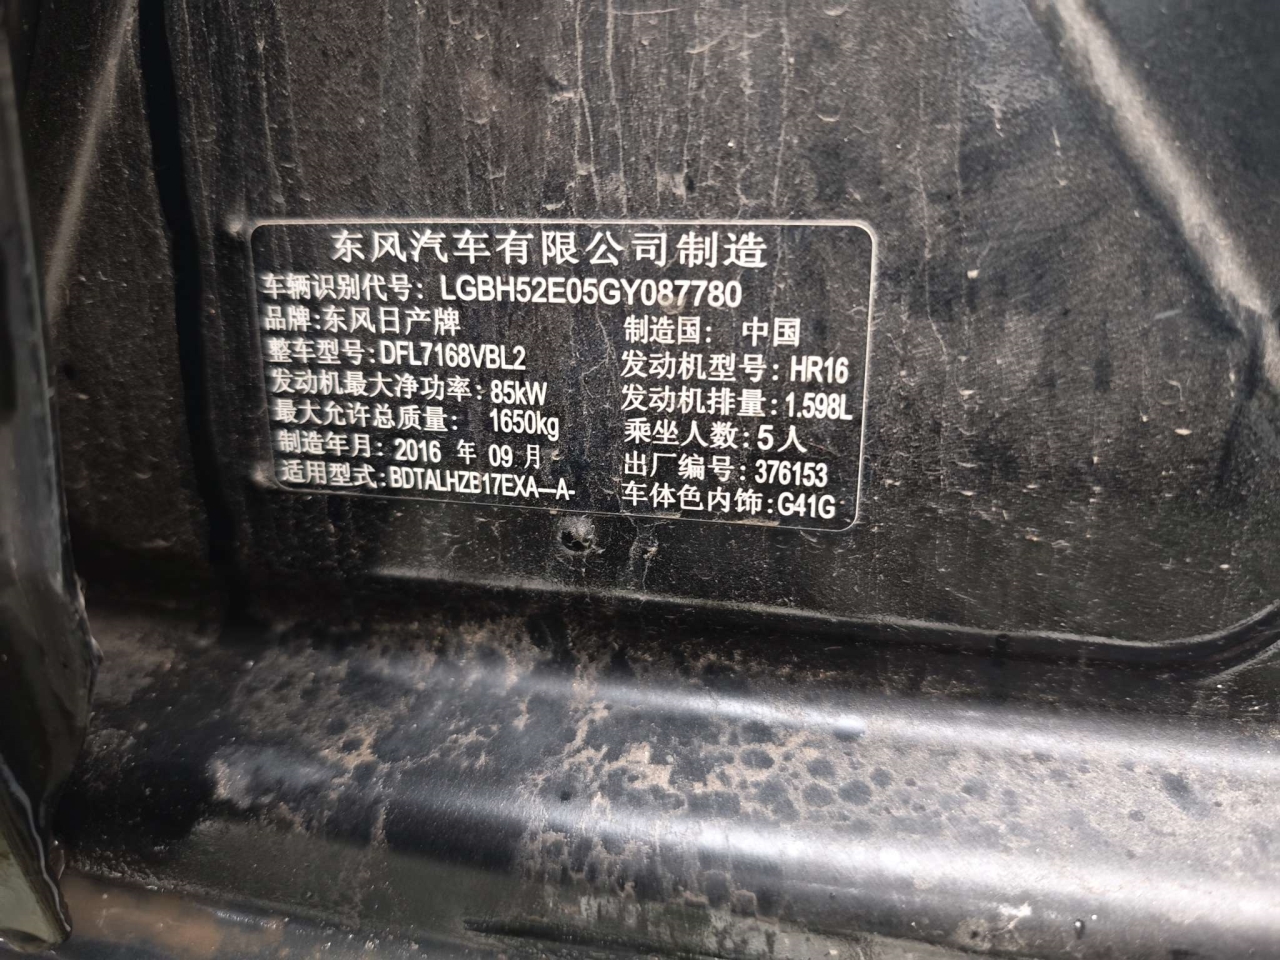 东风汽车有限公司制造
车辆识别代号: LGBH52E05GY087780
品牌:东风日产牌 制造国: 中国
整车型号:DFL7168VBL2 发动机型号: HR16
发动机最大净功率: 85kW 发动机排量: 1.598L
最大允许总质量: 1650kg 乘坐人数: 5人
制造年月: 2016 年 09 月 出厂编号: 376153
适用型式:BDTALHZB17EXA—A- 车体色内饰:G41G